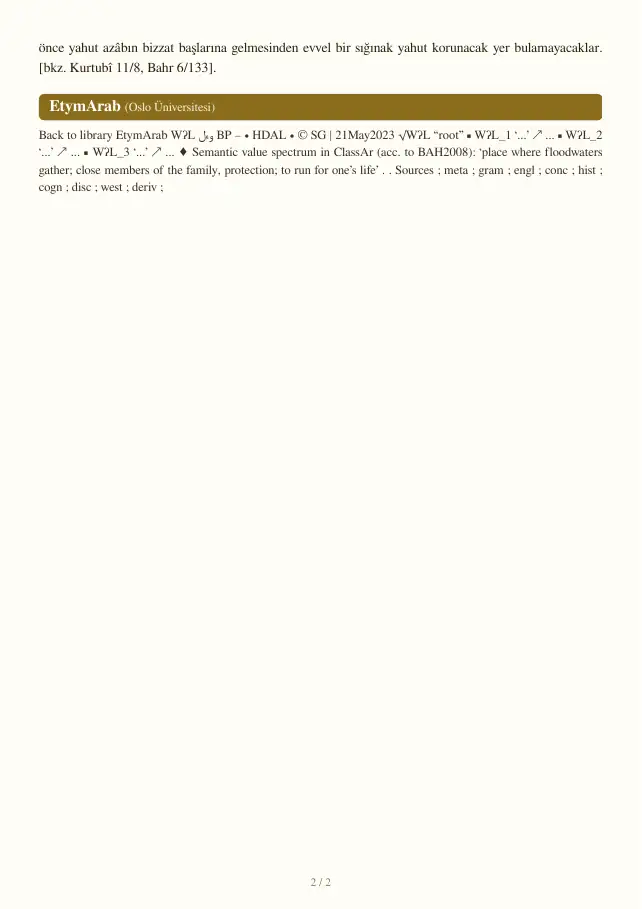 önce yahut azâbın bizzat başlarına gelmesinden evvel bir sığınak yahut korunacak yer bulamayacaklar.
[bkz. Kurtubî 11/8, Bahr 6/133].
EtymArab (Oslo Üniversitesi)
Back to library EtymArab WʔL وءل BP – • HDAL • © SG | 21May2023 √WʔL “root” ▪ WʔL_1 ‘...’ ↗ ... ▪ WʔL_2
‘...’ ↗ ... ▪ WʔL_3 ‘...’ ↗ ... ♦ Semantic value spectrum in ClassAr (acc. to BAH2008): ‘place where floodwaters
gather; close members of the family, protection; to run for one’s life’ . . Sources ; meta ; gram ; engl ; conc ; hist ;
cogn ; disc ; west ; deriv ;
2 / 2